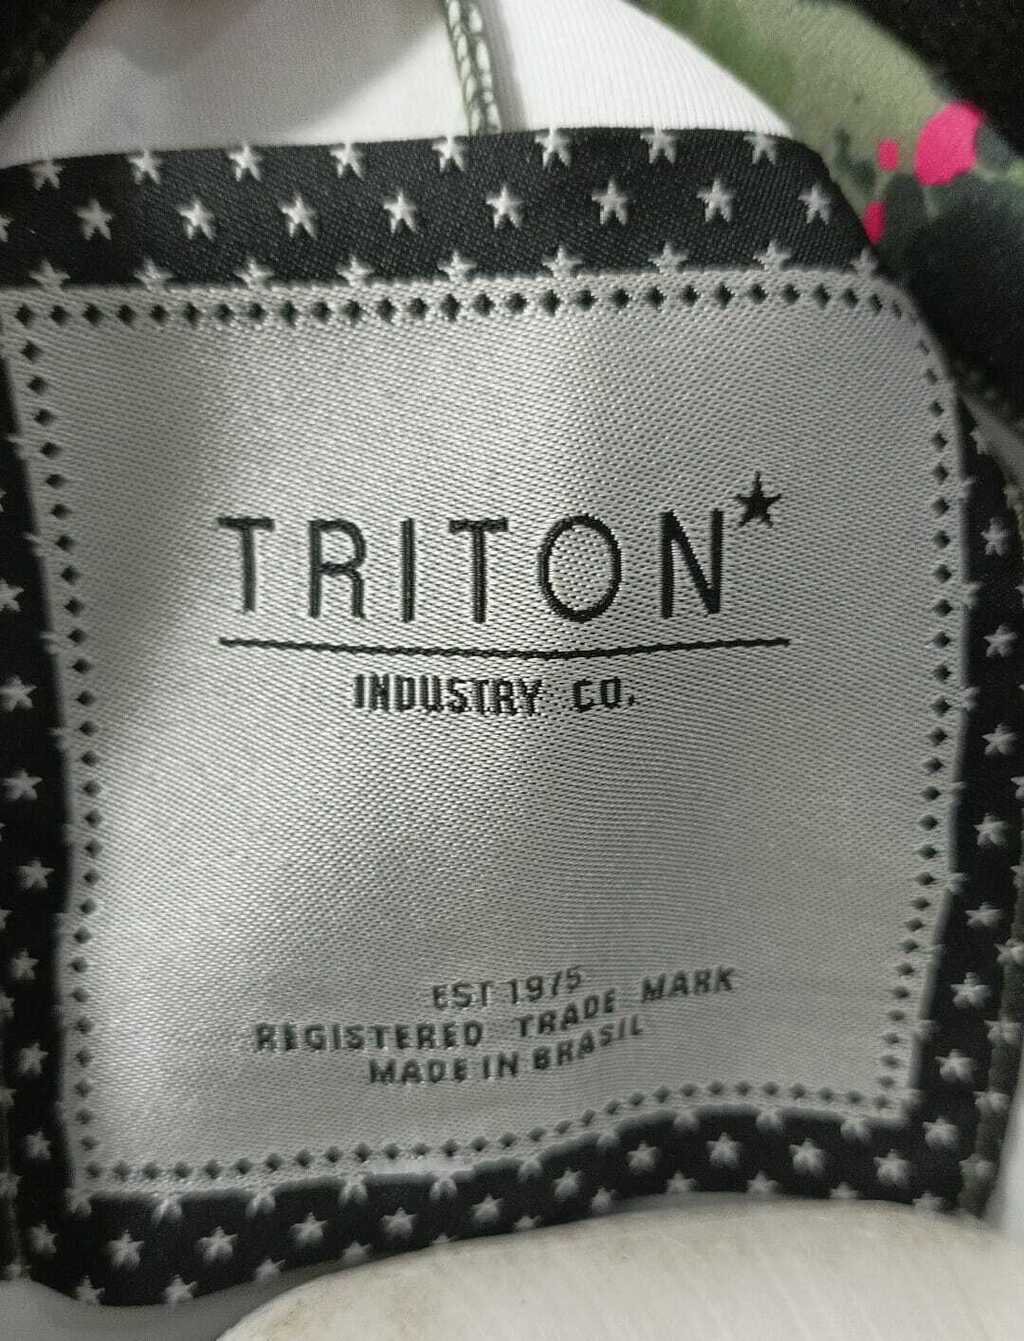 TRITON
INDUSTRY CO.
EST 1975
REGISTERED TRADE MARK
MADE IN BRASIL